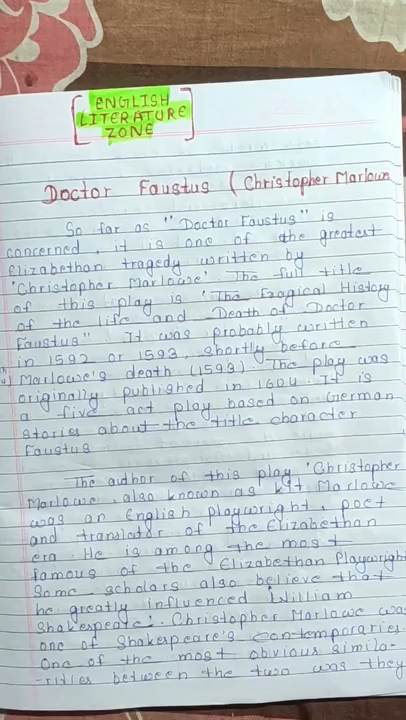 ENGLISH
LITERATURE
ZONE
Doctor Faustus (Christopher Marlowe
So far as "Doctor Faustus" is
concerned, it is one of the greatest
Elizabethan tragedy written by
'Christopher Marlowe' The full title
of this play is "The Tragical History
of the life and Death of Doctor
Faustus" It was probably written
in 1592 or 1593, shortly before
Marlowe's death (1593). The play was
originally published in 1604. It is
a five act play based on German
stories about the title character
Faustus.
The author of this play 'Christopher
Marlowe, also known as Kit Marlowe
was an English playwright, poet
and translator of the Elizabethan
era. He is among the most
famous of the Elizabethan Playwright
Some scholars also believe that
he greatly influenced William
Shakespeare. Christopher Marlowe was
one of Shakespeare's contemporaries.
One of the most obvious simila-
-rities between the two was they